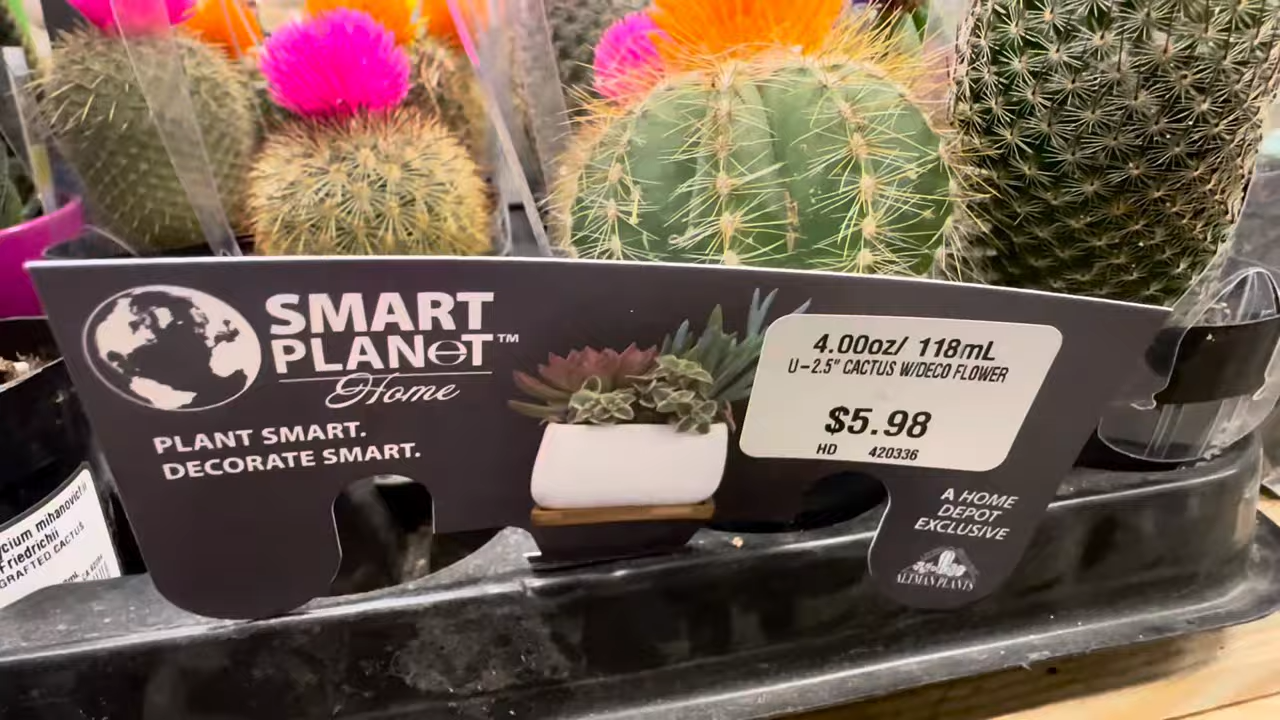 SMART
PLANeT™
Home
PLANT SMART.
DECORATE SMART.
4.00oz/ 118mL
U-2.5" CACTUS W/DECO FLOWER
$5.98
HD 420336
A HOME
DEPOT
EXCLUSIVE
ALTMAN PLANTS
Friedrichii
GRAFTED CACTUS